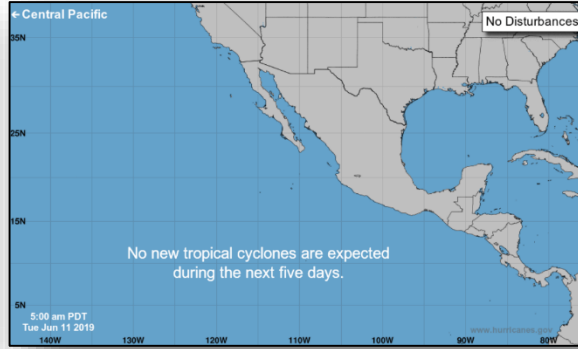 ← Central Pacific
No Disturbances
35N
25N
15N
No new tropical cyclones are expected
during the next five days.
5N
5:00 am PDT
Tue Jun 11 2019
www.hurricanes.gov
140W 130W 120W 110W 100W 90W 80W